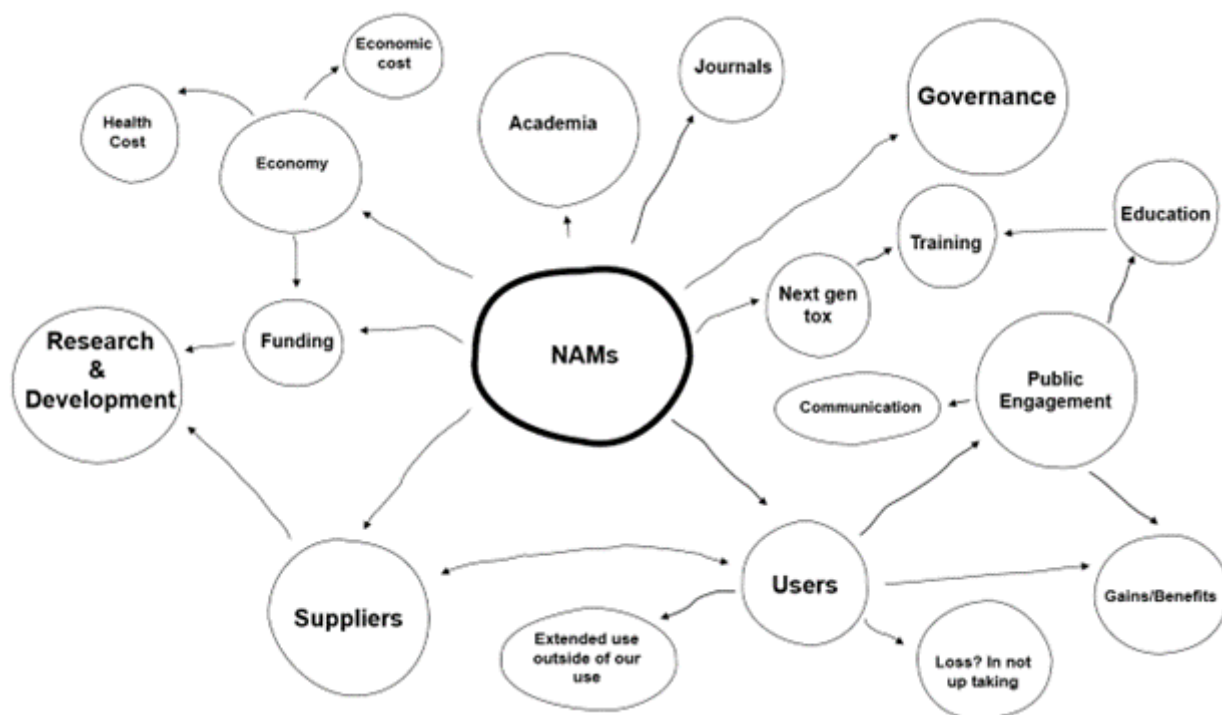 Economic
cost
Journals
Governance
Academia
Health
Cost
Economy
Education
Training
Next gen
tox
Research
&
Development
Funding
NAMs
Public
Engagement
Communication
Suppliers
Users
Gains/Benefits
Extended use
outside of our
use
Loss? In not
up taking